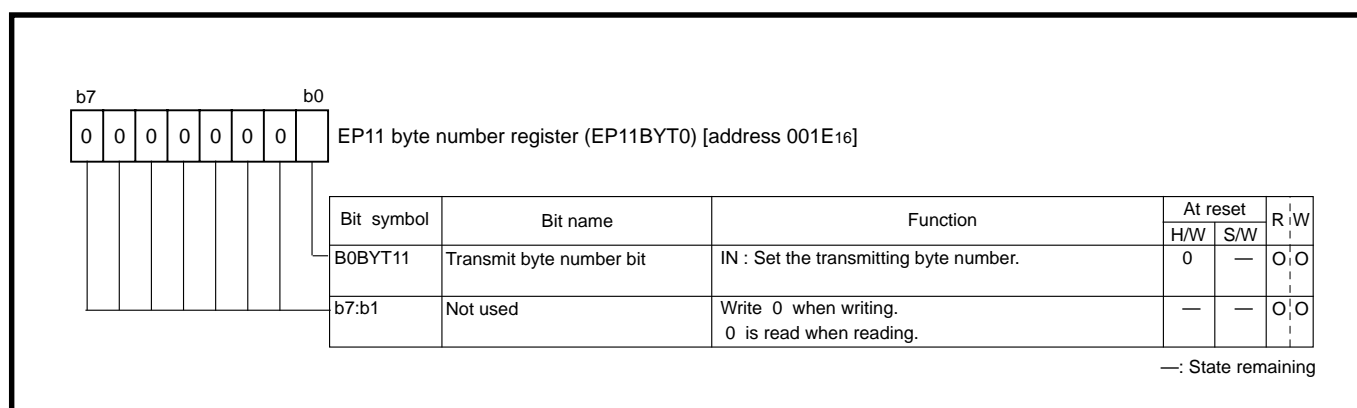 b7 b0
0 0 0 0 0 0 0 EP11 byte number register (EP11BYT0) [address 001E16]
Bit symbol Bit name Function At reset R W
H/W S/W
B0BYT11 Transmit byte number bit IN : Set the transmitting byte number. 0 — O O
b7:b1 Not used Write 0 when writing. — — O O
0 is read when reading.
—: State remaining